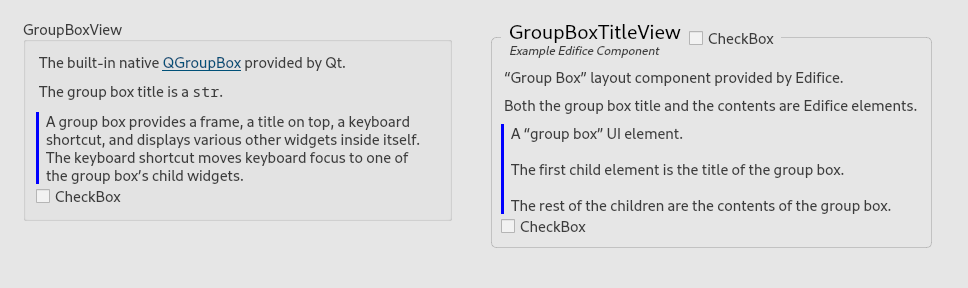 GroupBoxView
The built-in native QGroupBox provided by Qt.
The group box title is a str.
A group box provides a frame, a title on top, a keyboard
shortcut, and displays various other widgets inside itself.
The keyboard shortcut moves keyboard focus to one of
the group box’s child widgets.
CheckBox
GroupBoxTitleView
Example Edifice Component
CheckBox
“Group Box” layout component provided by Edifice.
Both the group box title and the contents are Edifice elements.
A “group box” UI element.
The first child element is the title of the group box.
The rest of the children are the contents of the group box.
CheckBox